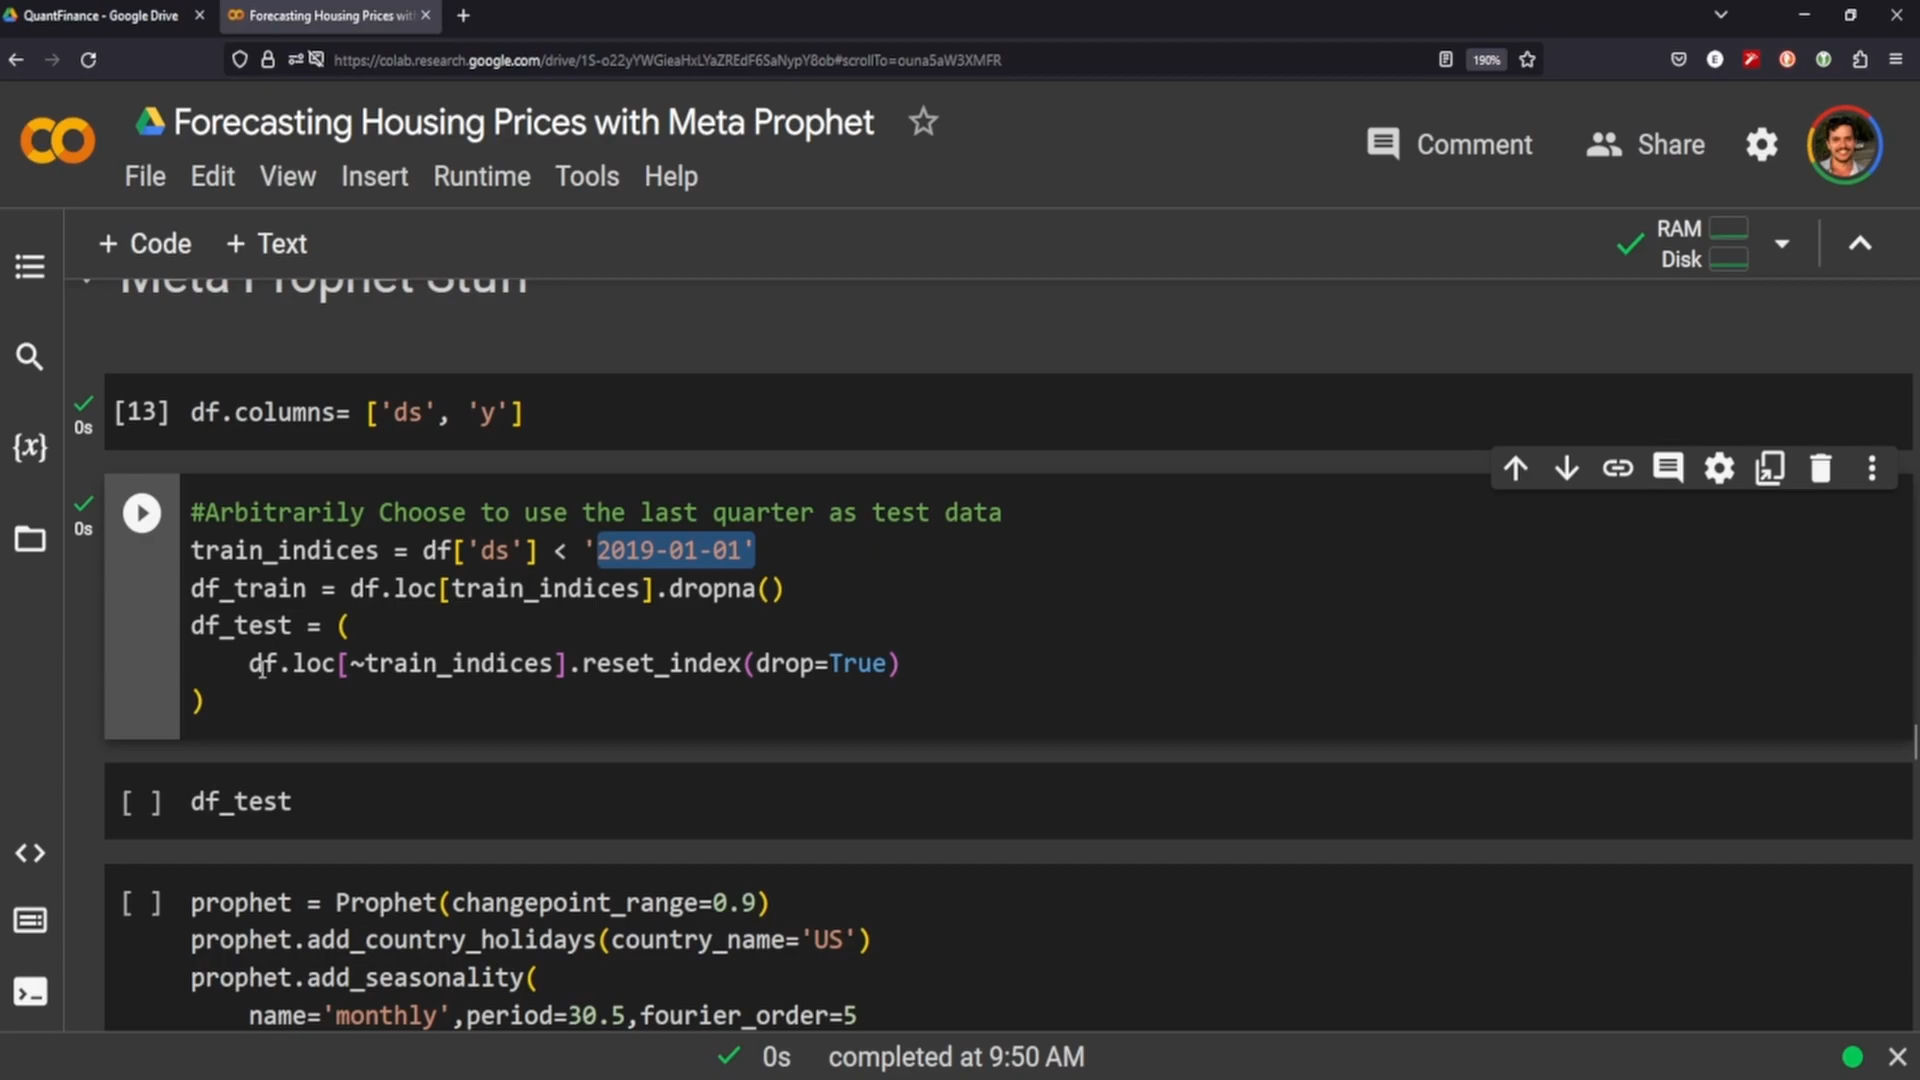 QuantFinance - Google Drive
Forecasting Housing Prices wit
https://colab.research.google.com/drive/1S-o22yYWGieaHxLYaZREdF6SaNypY8ob#scrollTo=ouna5aW3XMFR
190%
Forecasting Housing Prices with Meta Prophet
Comment
Share
File Edit View Insert Runtime Tools Help
+ Code + Text
RAM
Disk
Meta Prophet Stuff
0s
[13] df.columns= ['ds', 'y']
0s
#Arbitrarily Choose to use the last quarter as test data
train_indices = df['ds'] < '2019-01-01'
df_train = df.loc[train_indices].dropna()
df_test = (
df.loc[~train_indices].reset_index(drop=True)
)
[ ] df_test
[ ] prophet = Prophet(changepoint_range=0.9)
prophet.add_country_holidays(country_name='US')
prophet.add_seasonality(
name='monthly',period=30.5,fourier_order=5
0s completed at 9:50 AM